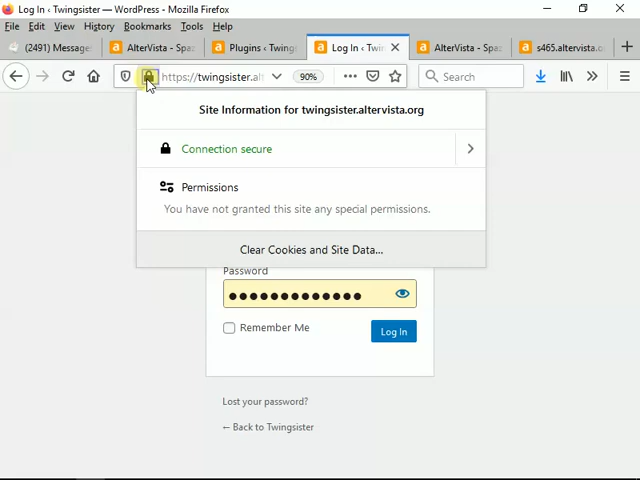 Log In ‹ Twingsister — WordPress - Mozilla Firefox
File Edit View History Bookmarks Tools Help
(2491) Message
AlterVista - Spa
Plugins ‹ Twing
Log In ‹ Twin
AlterVista - Spa
s465.altervista.o
https://twingsister.al
90%
Search
Site Information for twingsister.altervista.org
Connection secure
Permissions
You have not granted this site any special permissions.
Clear Cookies and Site Data...
Password
Remember Me
Log In
Lost your password?
← Back to Twingsister